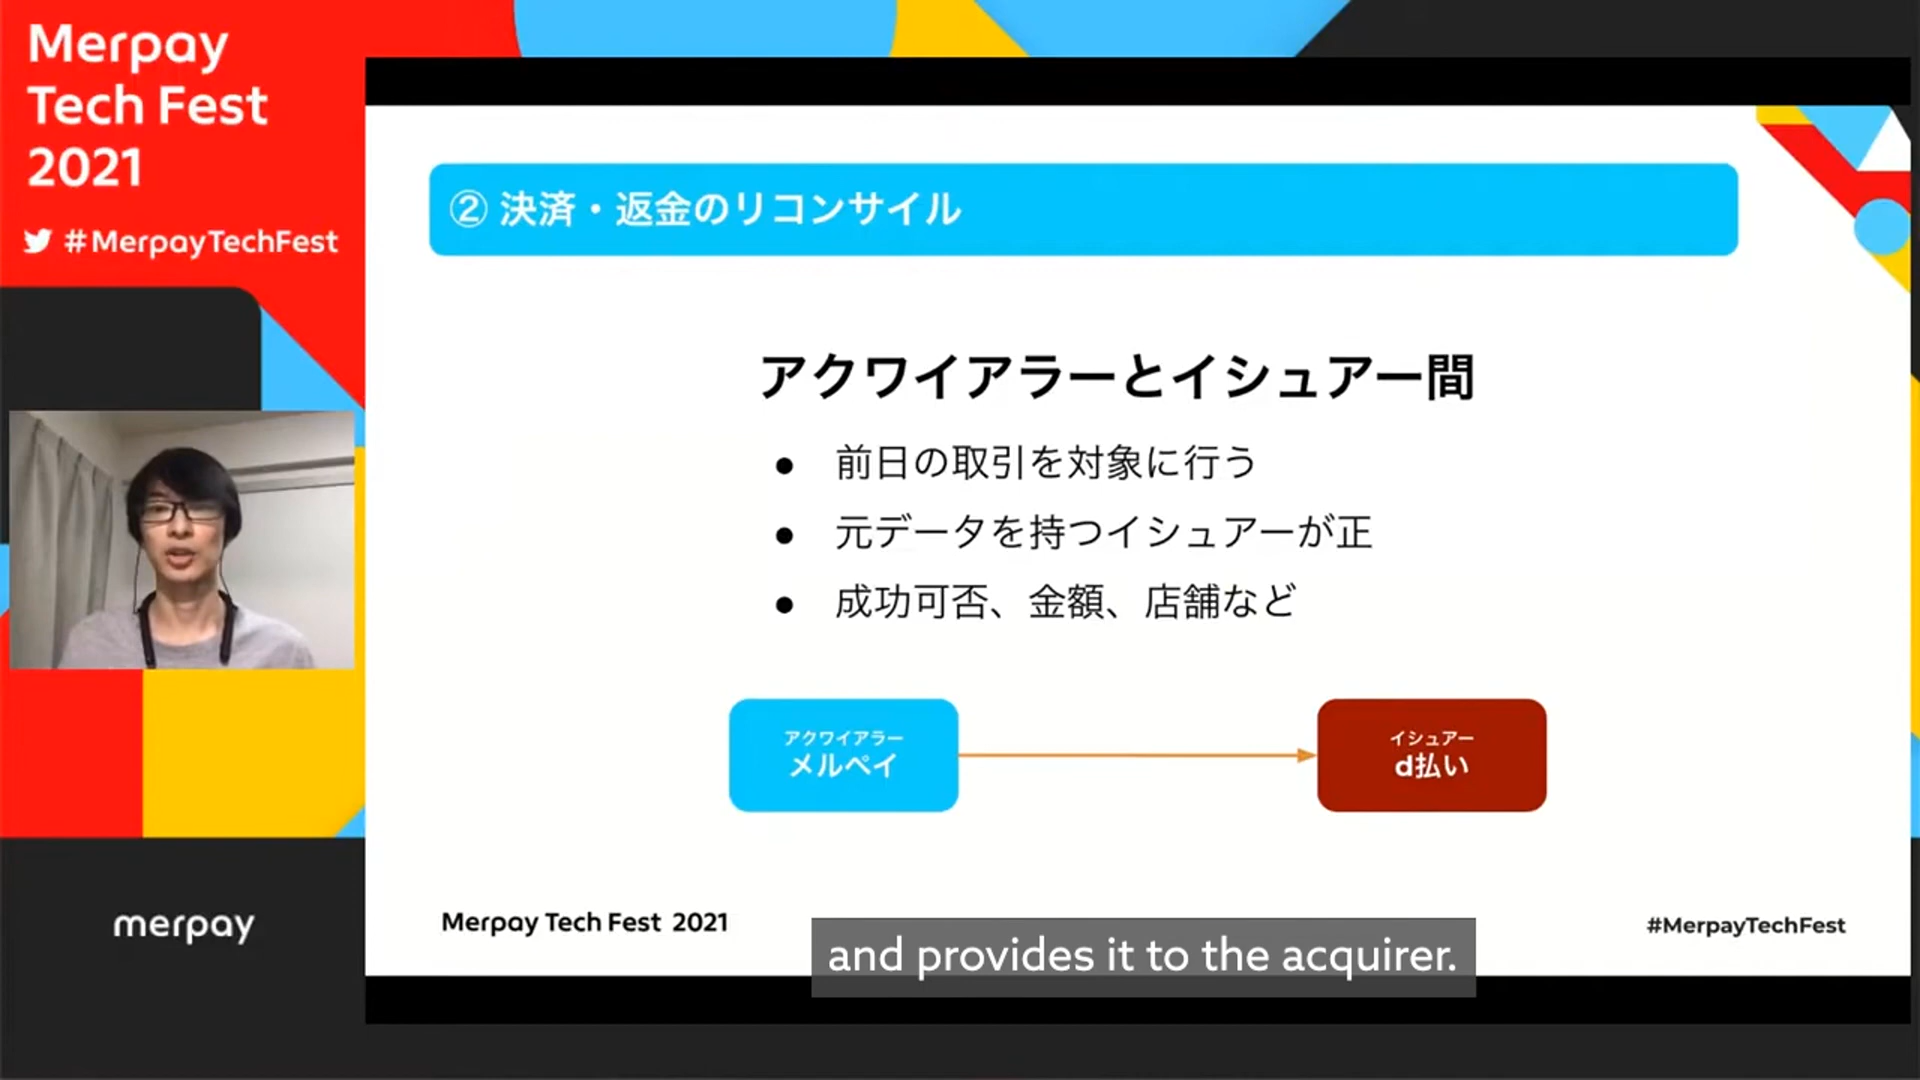 Merpay
Tech Fest
2021
#MerpayTechFest
② 決済・返金のリコンサイル
アクワイアラーとイシュアー間
● 前日の取引を対象に行う
● 元データを持つイシュアーが正
● 成功可否、金額、店舗など
アクワイアラー
メルペイ
イシュアー
d払い
merpay
Merpay Tech Fest 2021
#MerpayTechFest
and provides it to the acquirer.